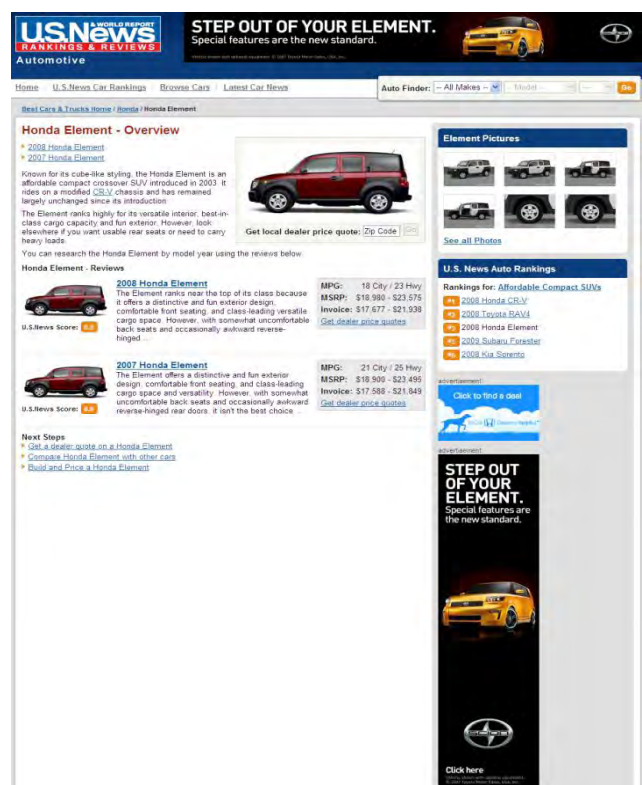 U.S.News
& WORLD REPORT
RANKINGS & REVIEWS
Automotive
STEP OUT OF YOUR ELEMENT.
Special features are the new standard.
Home
U.S.News Car Rankings
Browse Cars
Latest Car News
Auto Finder:
-- All Makes --
Go
Best Cars & Trucks Home / Honda / Honda Element
Honda Element - Overview
2008 Honda Element
2007 Honda Element
Known for its cube-like styling, the Honda Element is an
affordable compact crossover SUV introduced in 2003. It
rides on a modified CR-V chassis and has remained
largely unchanged since its introduction.
The Element ranks highly for its versatile interior, best-in-
class cargo capacity and fun exterior. However, look
elsewhere if you want usable rear seats or need to carry
heavy loads.
Get local dealer price quote: Zip Code
You can research the Honda Element by model year using the reviews below.
Honda Element - Reviews
2008 Honda Element
The Element ranks near the top of its class because
it offers a distinctive and fun exterior design,
comfortable front seating, and class-leading versatile
cargo space. However, with somewhat uncomfortable
back seats and occasionally awkward reverse-
hinged ...
U.S.News Score:
MPG: 18 City / 23 Hwy
MSRP: $18,980 - $23,575
Invoice: $17,677 - $21,938
Get dealer price quotes
2007 Honda Element
The Element offers a distinctive and fun exterior
design, comfortable front seating, and class-leading
cargo space and versatility. However, with somewhat
uncomfortable back seats and occasionally awkward
reverse-hinged rear doors, it isn't the best choice ...
U.S.News Score:
MPG: 21 City / 25 Hwy
MSRP: $18,900 - $23,495
Invoice: $17,588 - $21,849
Get dealer price quotes
Next Steps
Get a dealer quote on a Honda Element
Compare Honda Element with other cars
Build and Price a Honda Element
Element Pictures
See all Photos
U.S. News Auto Rankings
Rankings for: Affordable Compact SUVs
#1 2008 Honda CR-V
#2 2008 Toyota RAV4
#3 2008 Honda Element
2009 Subaru Forester
2008 Kia Sorento
advertisement
Click to find a deal
advertisement
STEP OUT
OF YOUR
ELEMENT.
Special features are
the new standard.
SCION
Click here